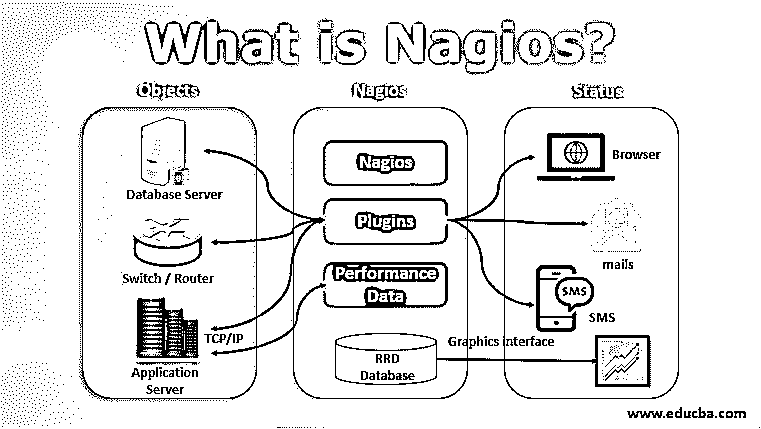 What is Nagios?
Objects
Nagios
Status
Database Server
Switch / Router
TCP/IP
Application
Server
Nagios
Plugins
Performance
Data
RRD
Database
Graphics interface
Browser
mails
SMS
SMS
www.educba.com